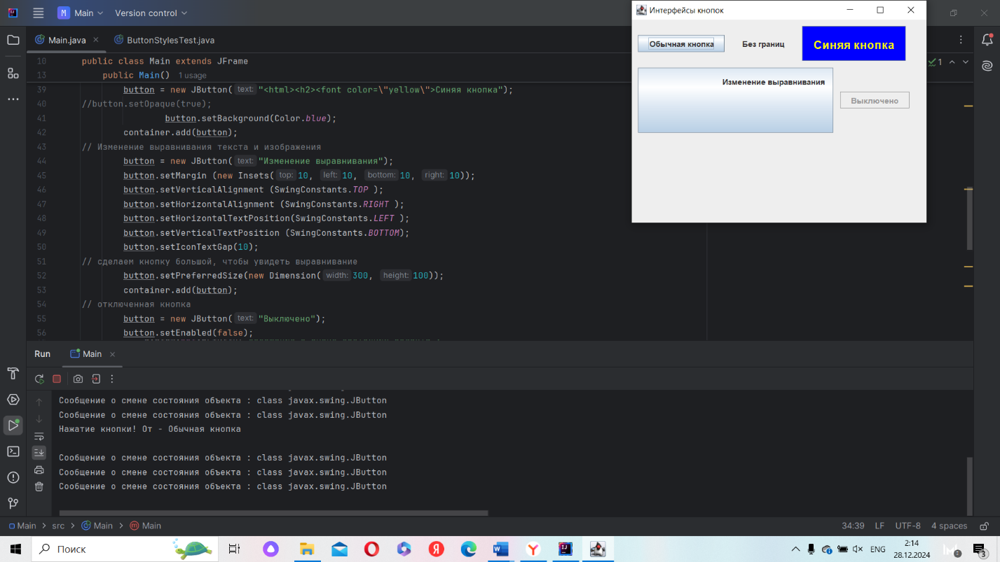 M Main Version control
Main.java ButtonStylesTest.java
10 public class Main extends JFrame
13 public Main() 1 usage
39 button = new JButton( text: "<html><h2><font color=\"yellow\">Синяя кнопка");
40 //button.setOpaque(true);
41 button.setBackground(Color.blue);
42 container.add(button);
43 // Изменение выравнивания текста и изображения
44 button = new JButton( text: "Изменение выравнивания");
45 button.setMargin (new Insets( top: 10, left: 10, bottom: 10, right: 10));
46 button.setVerticalAlignment (SwingConstants.TOP );
47 button.setHorizontalAlignment (SwingConstants.RIGHT );
48 button.setHorizontalTextPosition(SwingConstants.LEFT );
49 button.setVerticalTextPosition (SwingConstants.BOTTOM);
50 button.setIconTextGap(10);
51 // сделаем кнопку большой, чтобы увидеть выравнивание
52 button.setPreferredSize(new Dimension( width: 300, height: 100));
53 container.add(button);
54 // отключенная кнопка
55 button = new JButton( text: "Выключено");
56 button.setEnabled(false);
1
Интерфейсы кнопок
Обычная кнопка Без границ Синяя кнопка
Изменение выравнивания
Выключено
Run Main
Сообщение о смене состояния объекта : class javax.swing.JButton
Сообщение о смене состояния объекта : class javax.swing.JButton
Нажатие кнопки! От - Обычная кнопка
Сообщение о смене состояния объекта : class javax.swing.JButton
Сообщение о смене состояния объекта : class javax.swing.JButton
Сообщение о смене состояния объекта : class javax.swing.JButton
Main > src > Main > m Main 34:39 LF UTF-8 4 spaces
Поиск ENG 2:14
28.12.2024 3